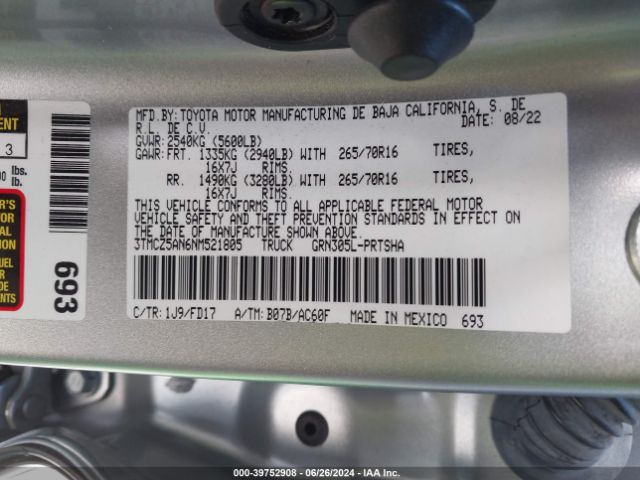 MFD.BY:TOYOTA MOTOR MANUFACTURING DE BAJA CALIFORNIA, S. DE
R.L. DE C.V. DATE: 08/22
GVWR:2540KG (5600LB)
GAWR:FRT. 1335KG (2940LB) WITH 265/70R16 TIRES,
16X7J RIMS.
RR. 1490KG (3280LB) WITH 265/70R16 TIRES,
16X7J RIMS.
THIS VEHICLE CONFORMS TO ALL APPLICABLE FEDERAL MOTOR
VEHICLE SAFETY AND THEFT PREVENTION STANDARDS IN EFFECT ON
THE DATE OF MANUFACTURE SHOWN ABOVE.
3TMCZ5AN6NM521805 TRUCK GRN305L-PRTSHA
C/TR:1J9/FD17 A/TM:B07B/AC60F MADE IN MEXICO 693
3
lbs.
lb.
693
000-39752908 - 06/26/2024 - IAA Inc.